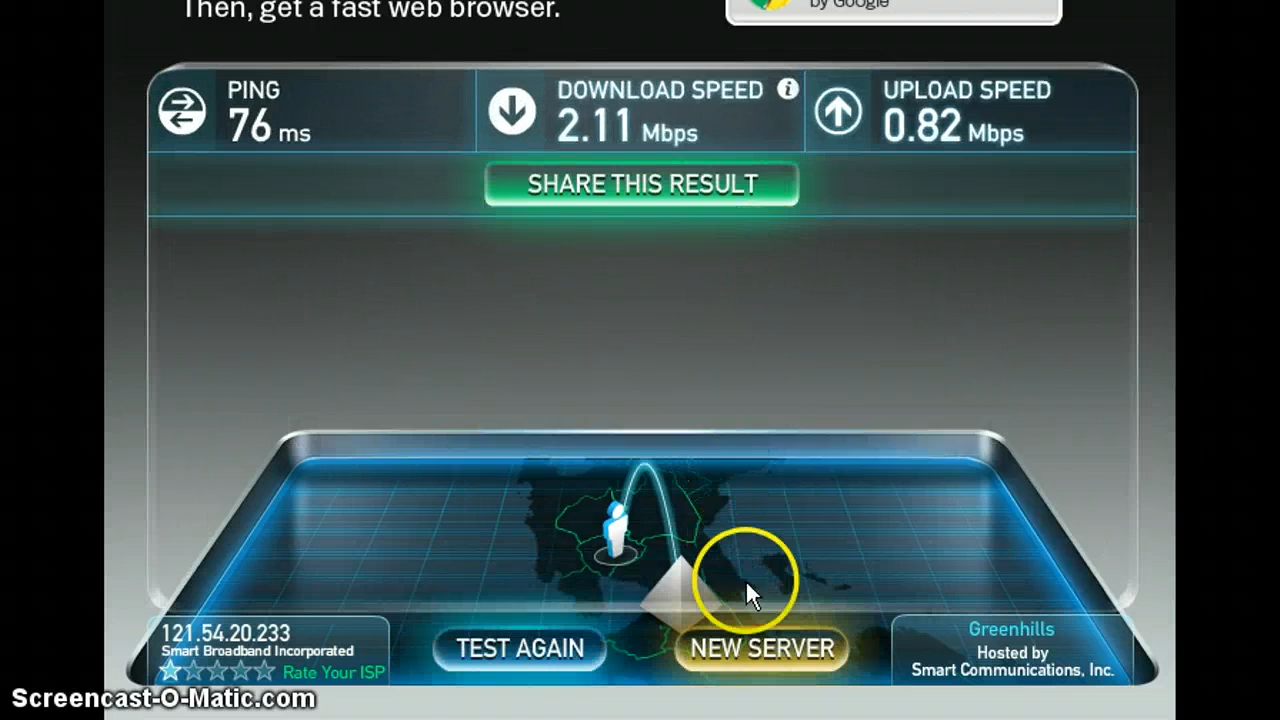 Then, get a fast web browser.
by Google
PING
76 ms
DOWNLOAD SPEED i
2.11 Mbps
UPLOAD SPEED
0.82 Mbps
SHARE THIS RESULT
121.54.20.233
Smart Broadband Incorporated
Rate Your ISP
TEST AGAIN
NEW SERVER
Greenhills
Hosted by
Smart Communications, Inc.
Screencast-O-Matic.com